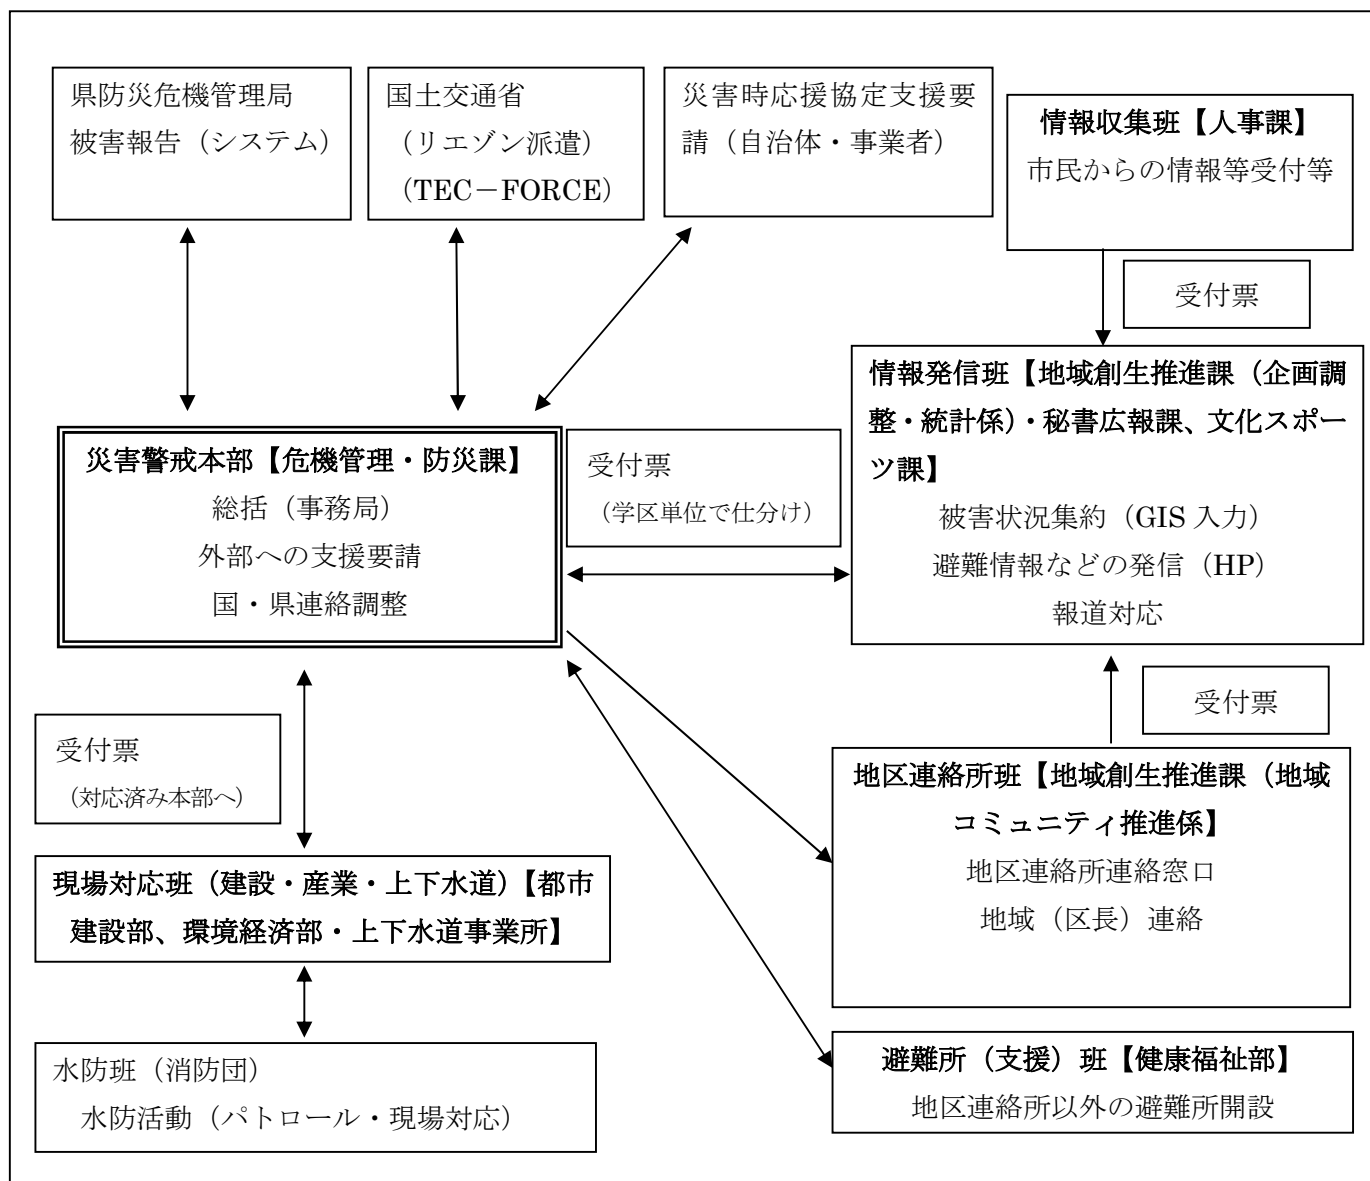 県防災危機管理局
被害報告（システム）
国土交通省
（リエゾン派遣）
（TEC－FORCE）
災害時応援協定支援要
請（自治体・事業者）
情報収集班【人事課】
市民からの情報等受付等
受付票
情報発信班【地域創生推進課（企画調
整・統計係）・秘書広報課、文化スポー
ツ課】
被害状況集約（GIS 入力）
避難情報などの発信（HP）
報道対応
災害警戒本部【危機管理・防災課】
総括（事務局）
外部への支援要請
国・県連絡調整
受付票
（学区単位で仕分け）
受付票
受付票
（対応済み本部へ）
地区連絡所班【地域創生推進課（地域
コミュニティ推進係】
地区連絡所連絡窓口
地域（区長）連絡
現場対応班（建設・産業・上下水道）【都市
建設部、環境経済部・上下水道事業所】
水防班（消防団）
水防活動（パトロール・現場対応）
避難所（支援）班【健康福祉部】
地区連絡所以外の避難所開設